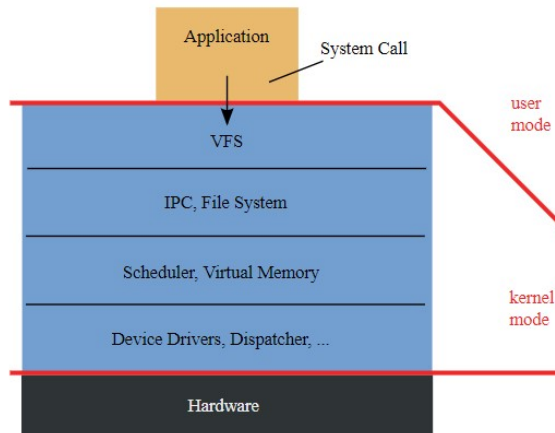 Application
System Call
user
mode
VFS
IPC, File System
Scheduler, Virtual Memory
kernel
mode
Device Drivers, Dispatcher, ...
Hardware